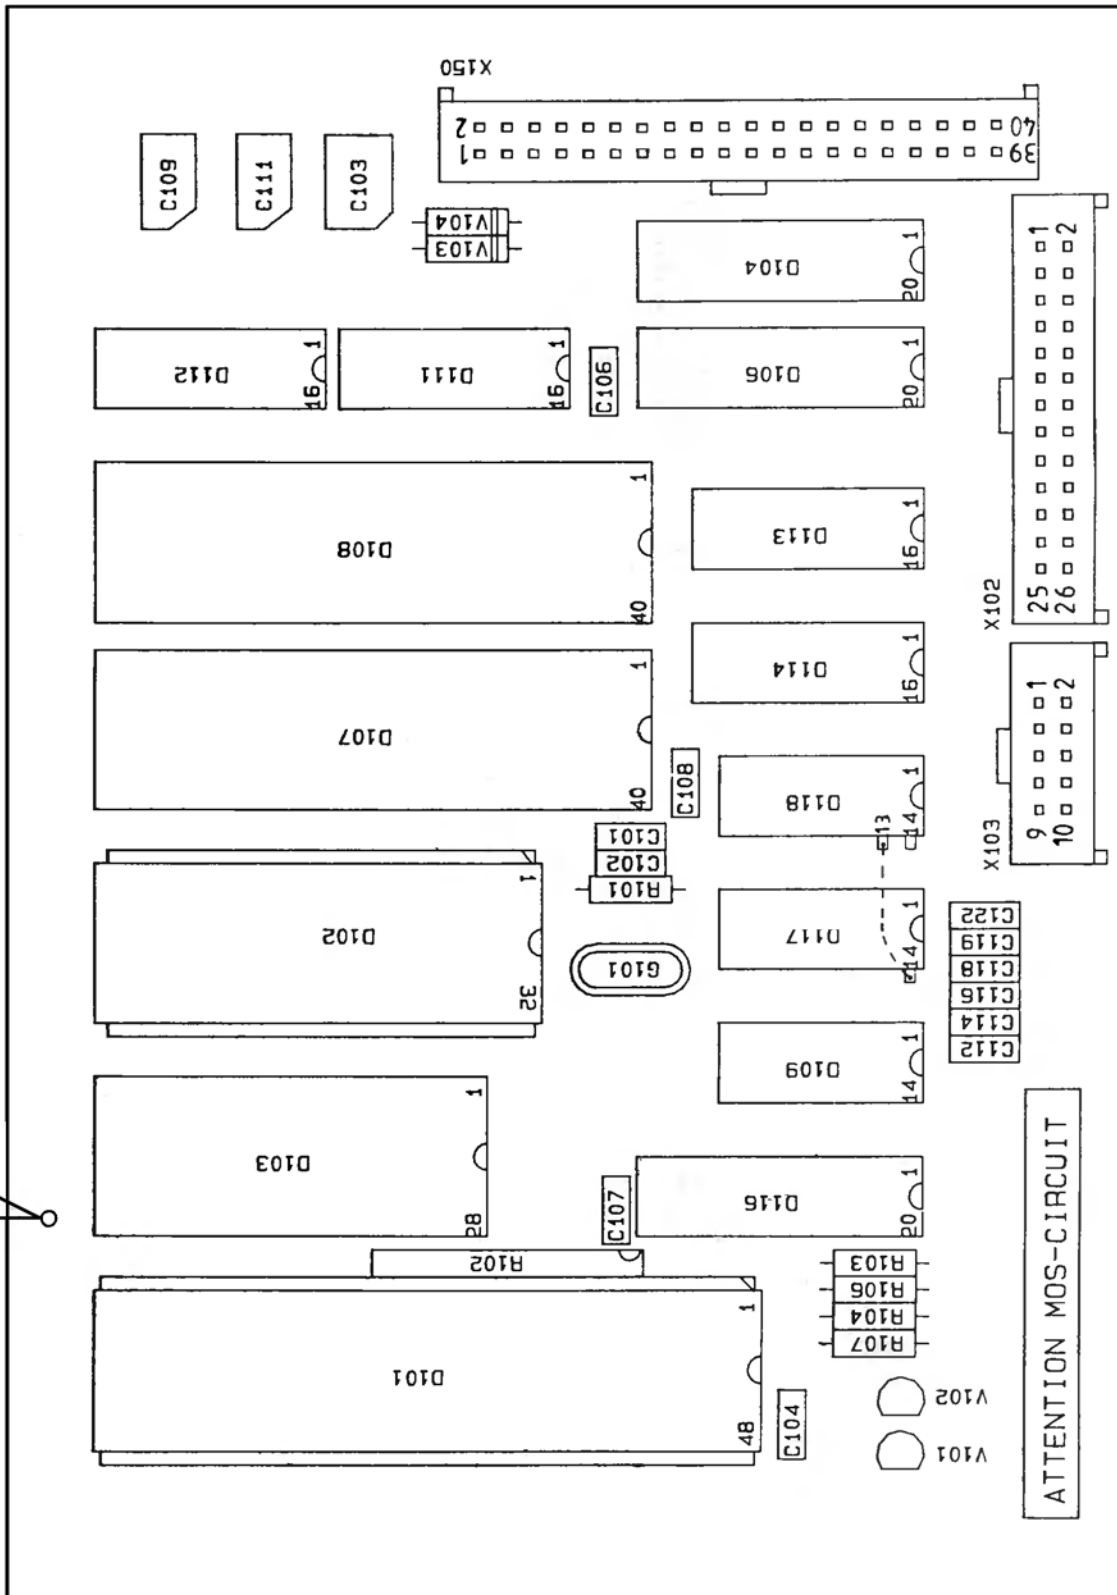 X150
2
40
1
39
C109
C111
C103
V104
V103
D104
1
20
1
2
D112
1
16
D111
1
16
C106
D106
1
20
D108
1
40
D113
1
16
25
26
X102
D107
1
40
D114
1
16
1
2
C108
D118
1
13
14
9
10
X103
C101
C102
R101
D102
1
32
G101
D117
1
14
C122
C119
C118
C116
C114
C112
D109
1
14
D103
1
28
C107
D116
1
20
R102
R103
R106
R104
R107
D101
1
48
C104
V102
V101
ATTENTION MOS-CIRCUIT